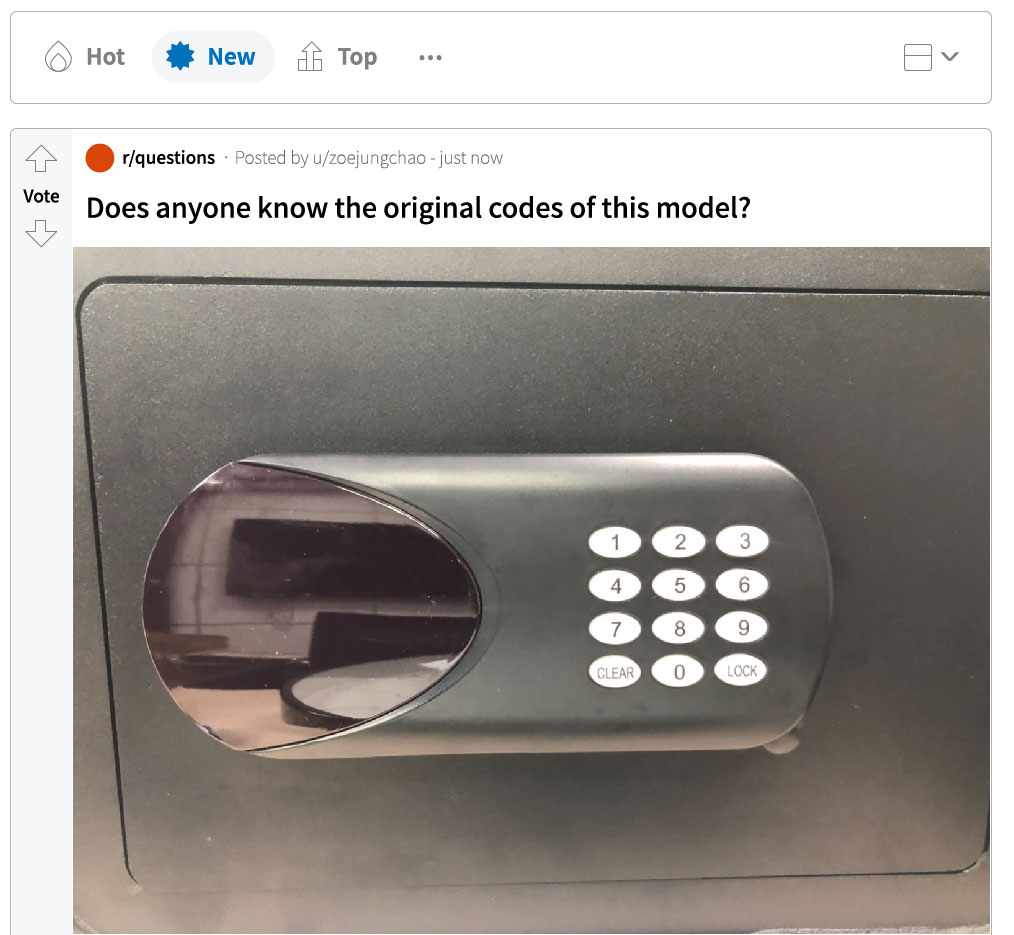 Hot New Top ...
r/questions · Posted by u/zoejungchao - just now
Vote
Does anyone know the original codes of this model?
1 2 3
4 5 6
7 8 9
CLEAR 0 LOCK